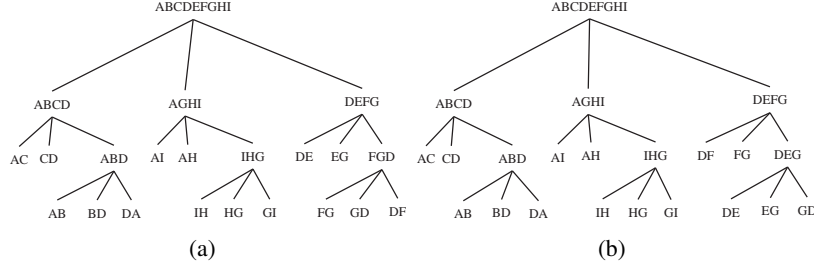 ABCDEFGHI ABCDEFGHI
ABCD AGHI DEFG ABCD AGHI DEFG
AC CD ABD AI AH IHG DE EG FGD AC CD ABD AI AH IHG DF FG DEG
AB BD DA IH HG GI FG GD DF AB BD DA IH HG GI DE EG GD
(a) (b)